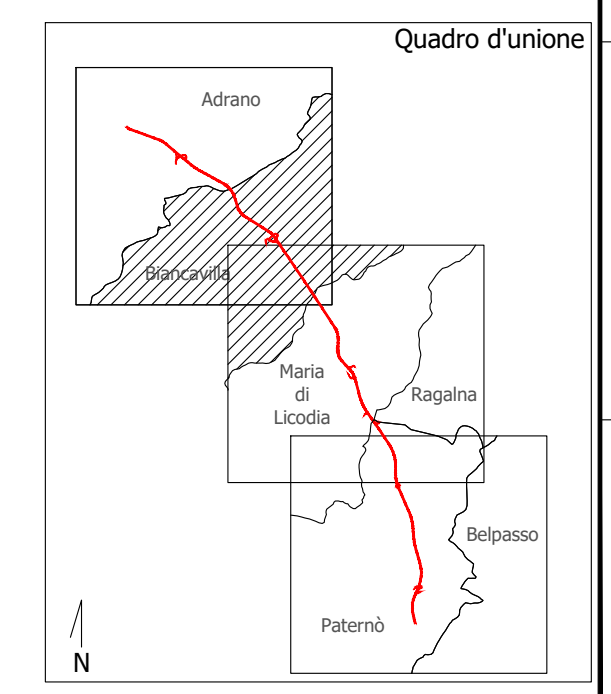 Quadro d'unione
Adrano
Biancavilla
Maria
di
Licodia
Ragalna
Belpasso
Paternò
N